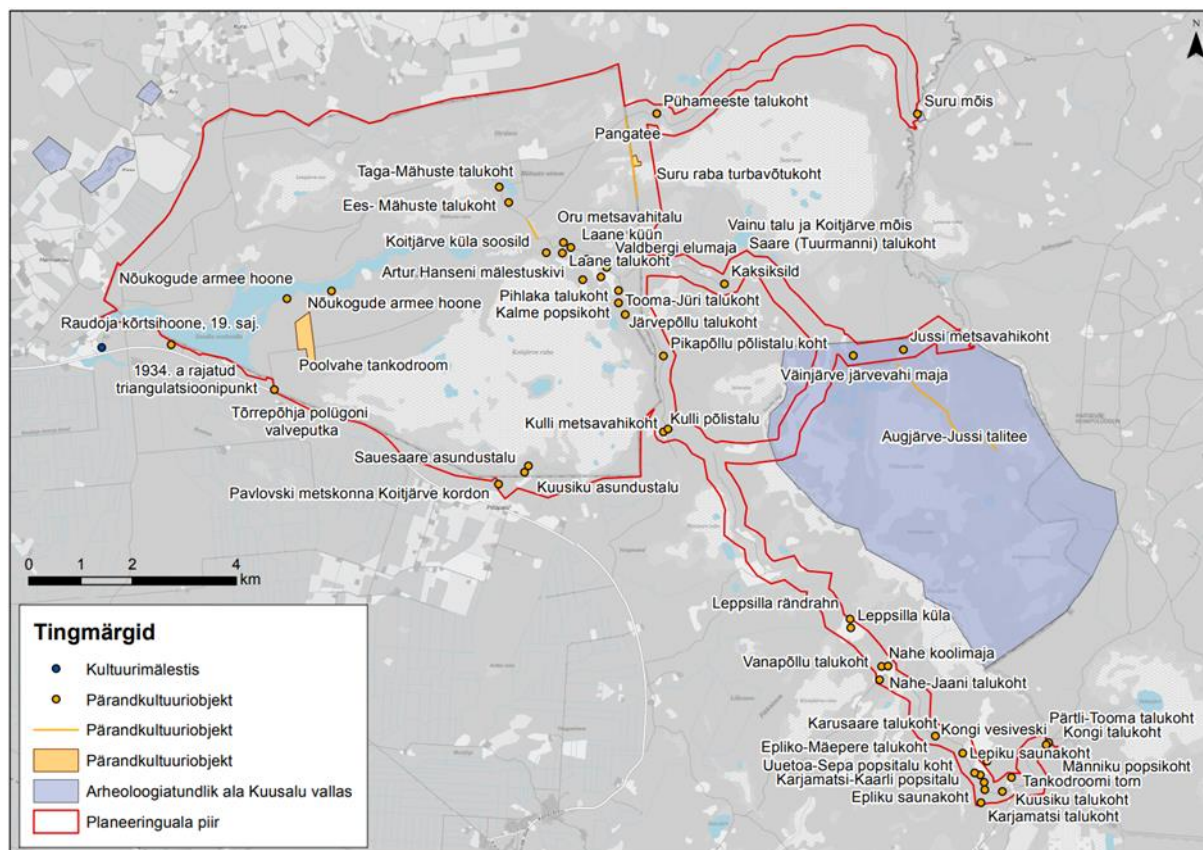 N
Pühameeste talukoht
Suru mõis
Pangatee
Taga-Mähuste talukoht
Suru raba turbavõtukoht
Ees- Mähuste talukoht
Oru metsavahitalu
Laane küün
Vainu talu ja Koitjärve mõis
Koitjärve küla soosild
Valdbergi elumaja
Saare (Tuurmanni) talukoht
Laane talukoht
Artur Hanseni mälestuskivi
Kaksiksild
Nõukogude armee hoone
Nõukogude armee hoone
Pihlaka talukoht
Tooma-Jüri talukoht
Kalme popsikoht
Järvepõllu talukoht
Raudoja kõrtsihoone, 19. saj.
Jussi metsavahikoht
Pikapõllu põlistalu koht
Poolvahe tankodroom
1934. a rajatud
triangulatsioonipunkt
Väinjärve järvevahi maja
Tõrrepõhja polügoni
valveputka
Kulli põlistalu
Kulli metsavahikoht
Augjärve-Jussi talitee
Sauesaare asundustalu
Kuusiku asundustalu
Pavlovski metskonna Koitjärve kordon
0 2 4
km
Leppsilla rändrahn
Leppsilla küla
Nahe koolimaja
Vanapõllu talukoht
Nahe-Jaani talukoht
Karusaare talukoht
Kongi vesiveski
Pärtli-Tooma talukoht
Kongi talukoht
Epliko-Mäepere talukoht
Lepiku saunakoht
Männiku popsikoht
Uuetoa-Sepa popsitalu koht
Karjamatsi-Kaarli popsitalu
Tankodroomi tom
Epliku saunakoht
Kuusiku talukoht
Karjamatsi talukoht
Tingmärgid
Kultuurimälestis
Pärandkultuuriobjekt
Pärandkultuuriobjekt
Pärandkultuuriobjekt
Arheoloogiatundlik ala Kuusalu vallas
Planeeringuala piir